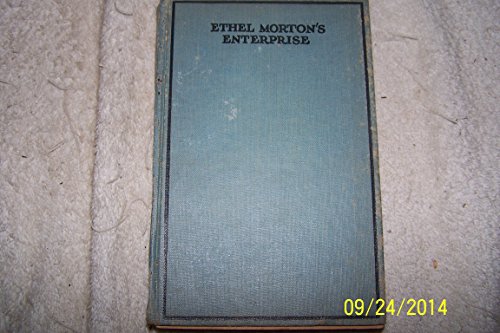 ETHEL MORTON'S
ENTERPRISE
09/24/2014